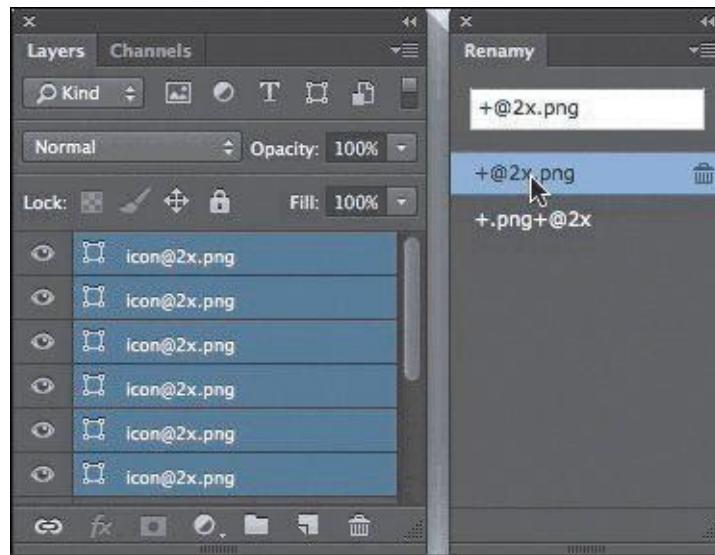 Layers Channels
Kind
T
Normal Opacity: 100%
Lock: Fill: 100%
icon@2x.png
icon@2x.png
icon@2x.png
icon@2x.png
icon@2x.png
icon@2x.png
fx
Renamy
+@2x.png
+@2x.png
+.png+@2x